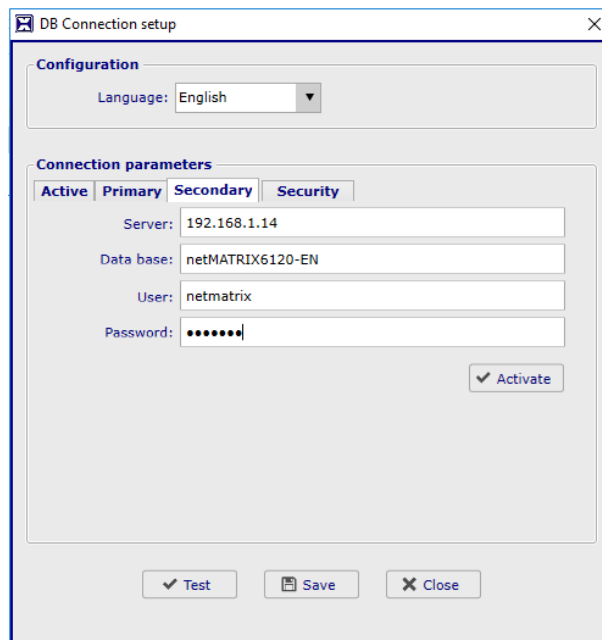 DB Connection setup
Configuration
Language: English
Connection parameters
Active Primary Secondary Security
Server: 192.168.1.14
Data base: netMATRIX6120-EN
User: netmatrix
Password: •••••••
Activate
Test Save Close